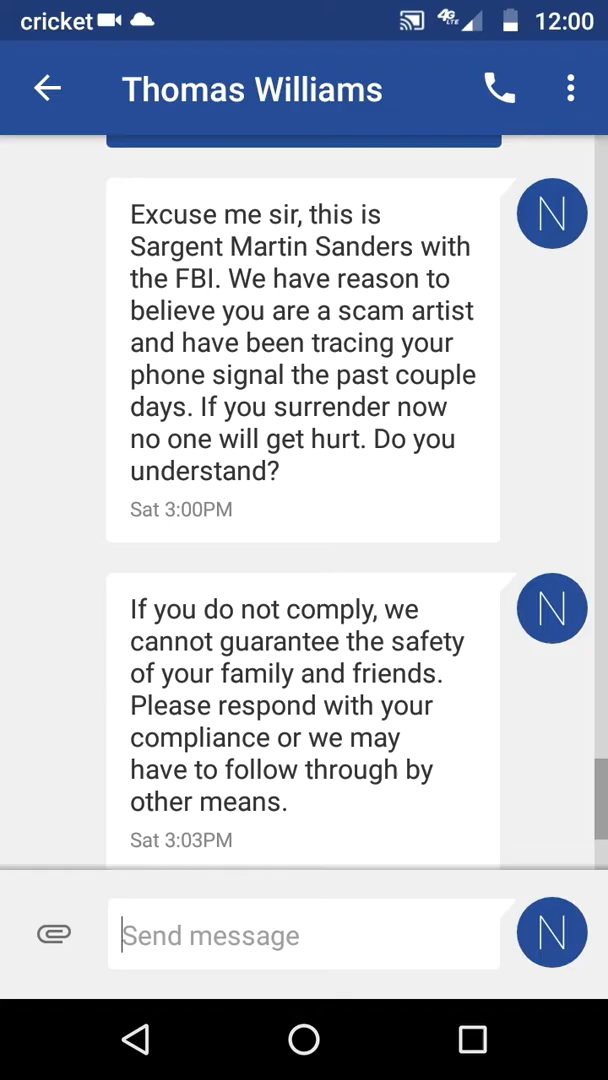 cricket 4G LTE 12:00
Thomas Williams
Excuse me sir, this is
Sargent Martin Sanders with
the FBI. We have reason to
believe you are a scam artist
and have been tracing your
phone signal the past couple
days. If you surrender now
no one will get hurt. Do you
understand?
Sat 3:00PM
N
If you do not comply, we
cannot guarantee the safety
of your family and friends.
Please respond with your
compliance or we may
have to follow through by
other means.
Sat 3:03PM
N
Send message
N